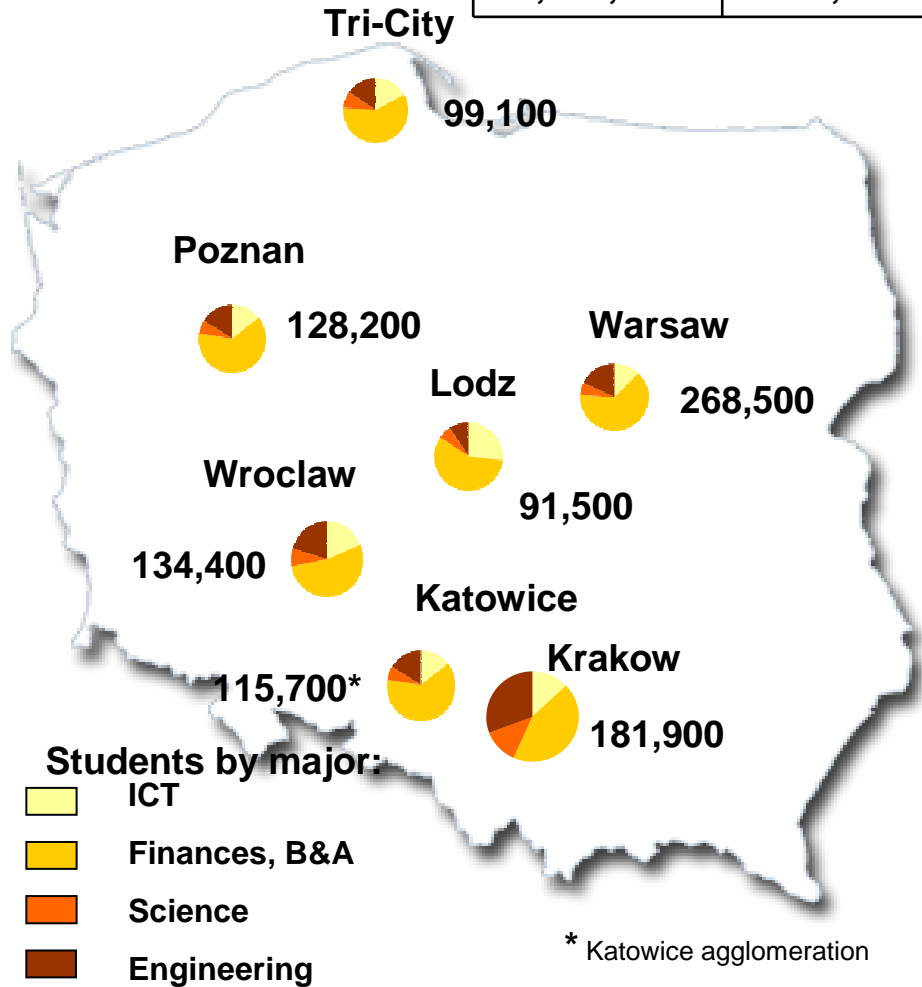 Tri-City
99,100
Poznan
128,200
Warsaw
268,500
Lodz
91,500
Wroclaw
134,400
Katowice
115,700*
Krakow
181,900
Students by major:
ICT
Finances, B&A
Science
Engineering
* Katowice agglomeration